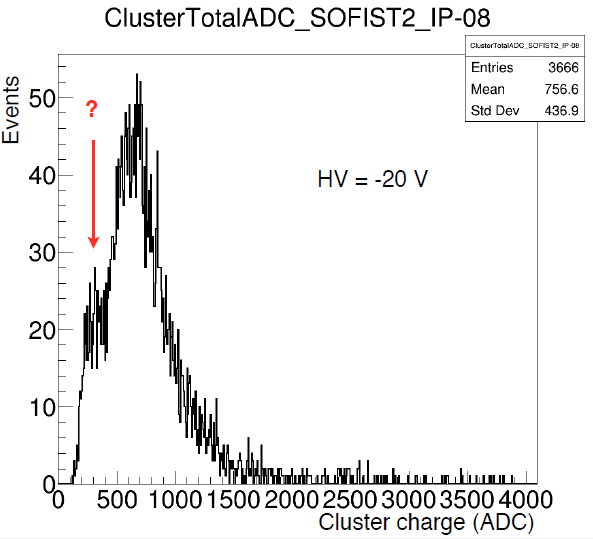 ClusterTotalADC_SOFIST2_IP-08
ClusterTotalADC_SOFIST2_IP-08
Entries 3666
Mean 756.6
Std Dev 436.9
Events
50
40
30
20
10
0
?
HV = -20 V
0 500 1000 1500 2000 2500 3000 3500 4000
Cluster charge (ADC)